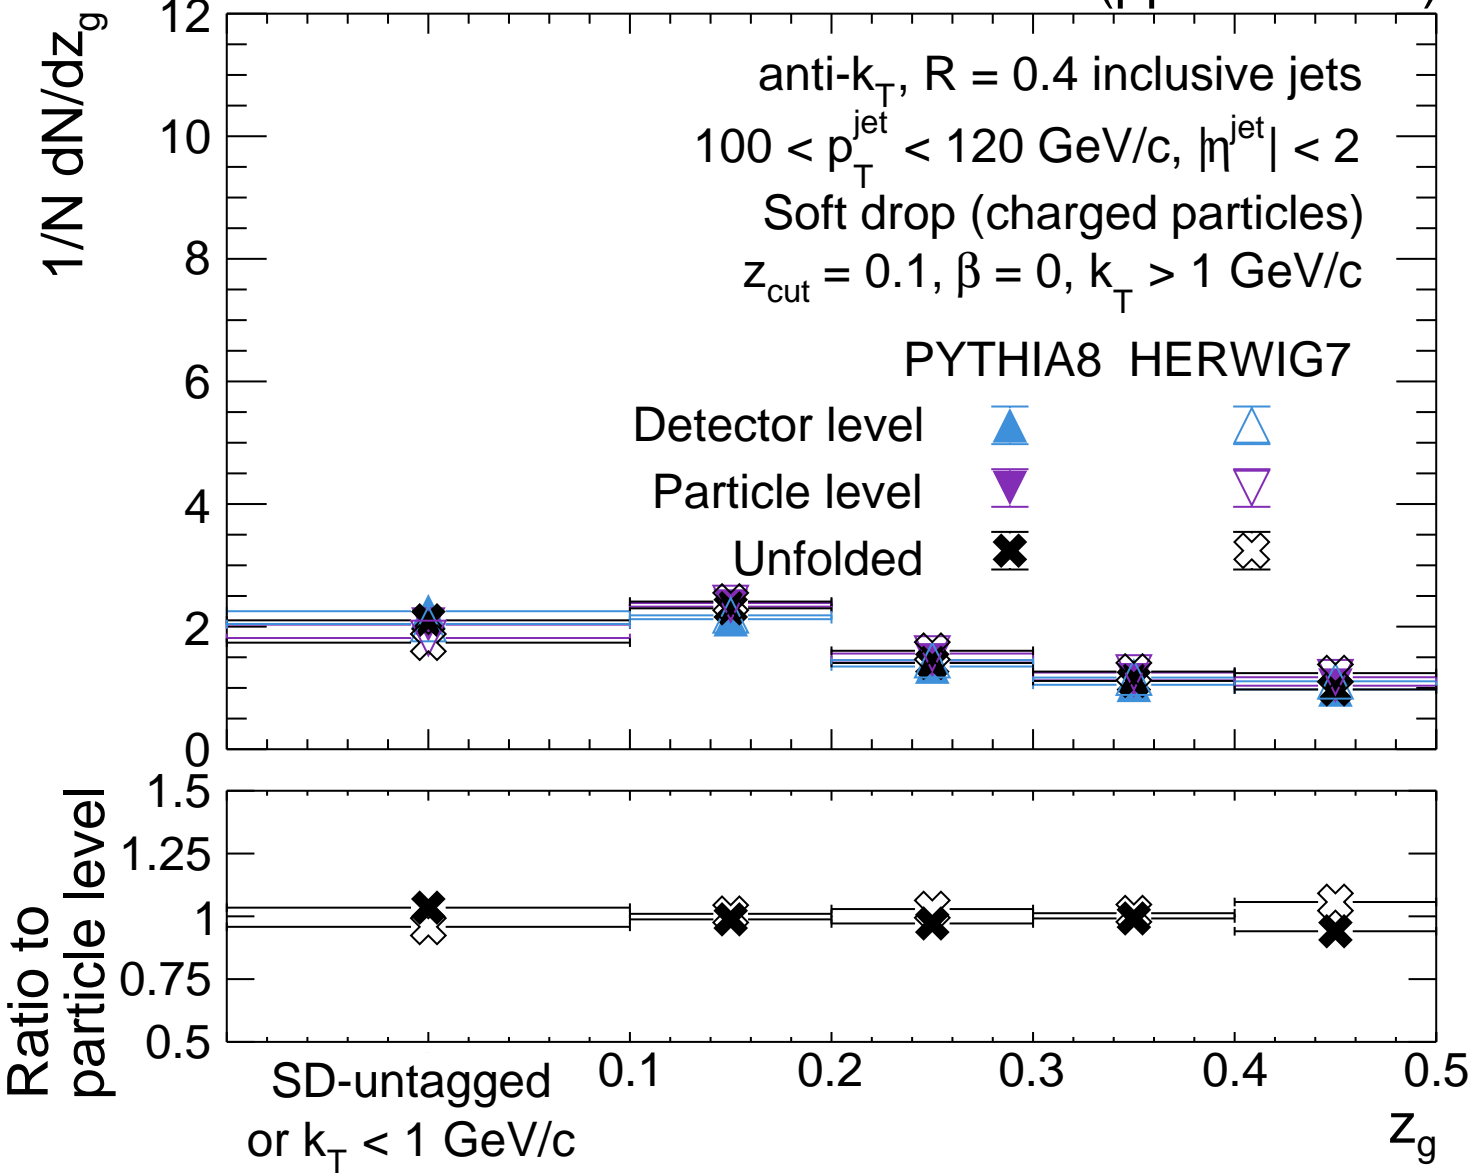 1/N dN/dz_g
12
10
8
6
4
2
0
anti-k_T, R = 0.4 inclusive jets
100 < p_T^jet < 120 GeV/c, |η^jet| < 2
Soft drop (charged particles)
z_cut = 0.1, β = 0, k_T > 1 GeV/c
PYTHIA8 HERWIG7
Detector level
Particle level
Unfolded
Ratio to
particle level
1.5
1.25
1
0.75
0.5
SD-untagged
or k_T < 1 GeV/c
0.1 0.2 0.3 0.4 0.5
z_g